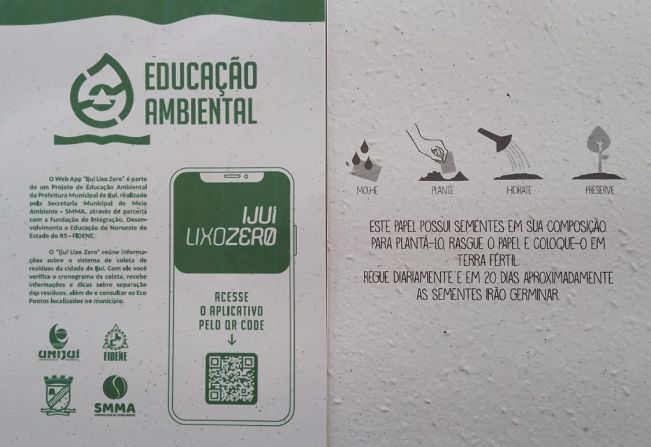 EDUCAÇÃO
AMBIENTAL
O Web App "Ijuí Lixo Zero" é parte
de um Projeto de Educação Ambiental
da Prefeitura Municipal de Ijuí, realizado
pela Secretaria Municipal de Meio
Ambiente - SMMA, através de parceria
com a Fundação de Integração, Desen-
volvimento e Educação do Noroeste do
Estado do RS – FIDENE.
O "Ijuí Lixo Zero" reúne informa-
ções sobre o sistema de coleta de
resíduos da cidade de Ijuí. Com ele você
verifica o cronograma de coleta, recebe
informações e dicas sobre separação
dos resíduos, além de consultar os Eco
Pontos localizados no município.
UNIJUÍ
FIDENE
SMMA
IJUÍ
LIXOZERO
ACESSE
O APLICATIVO
PELO QR CODE
MOLHE
PLANTE
HIDRATE
PRESERVE
ESTE PAPEL POSSUI SEMENTES EM SUA COMPOSIÇÃO.
PARA PLANTÁ-LO, RASGUE O PAPEL E COLOQUE-O EM
TERRA FÉRTIL.
REGUE DIARIAMENTE E EM 20 DIAS APROXIMADAMENTE
AS SEMENTES IRÃO GERMINAR.